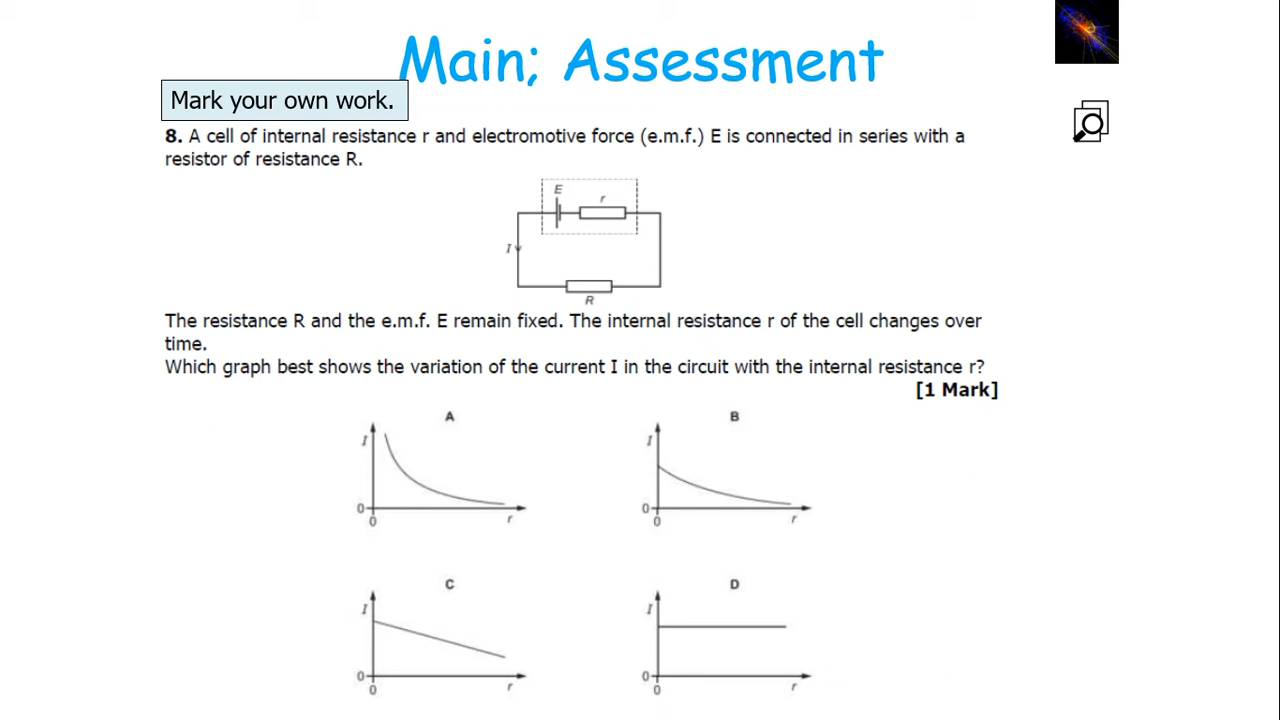 Main; Assessment
Mark your own work.
8. A cell of internal resistance r and electromotive force (e.m.f.) E is connected in series with a
resistor of resistance R.
E
r
I
R
The resistance R and the e.m.f. E remain fixed. The internal resistance r of the cell changes over
time.
Which graph best shows the variation of the current I in the circuit with the internal resistance r?
[1 Mark]
A
I
0
0
r
B
I
0
0
r
C
I
0
0
r
D
I
0
0
r